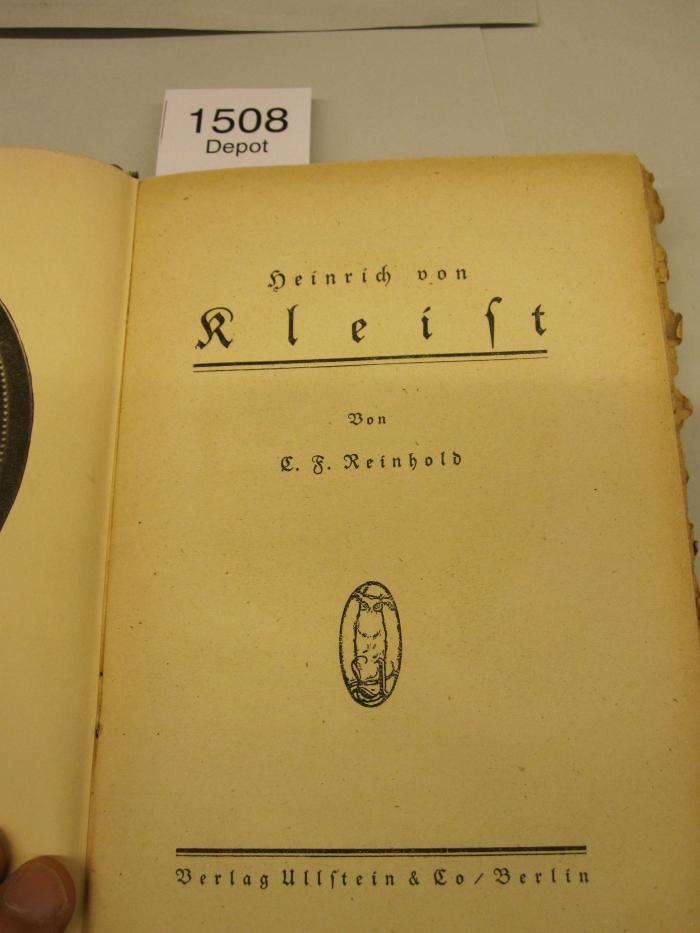 1508
Depot
Heinrich von
Kleiſt
Von
C. F. Reinhold
Verlag Ullſtein & Co / Berlin